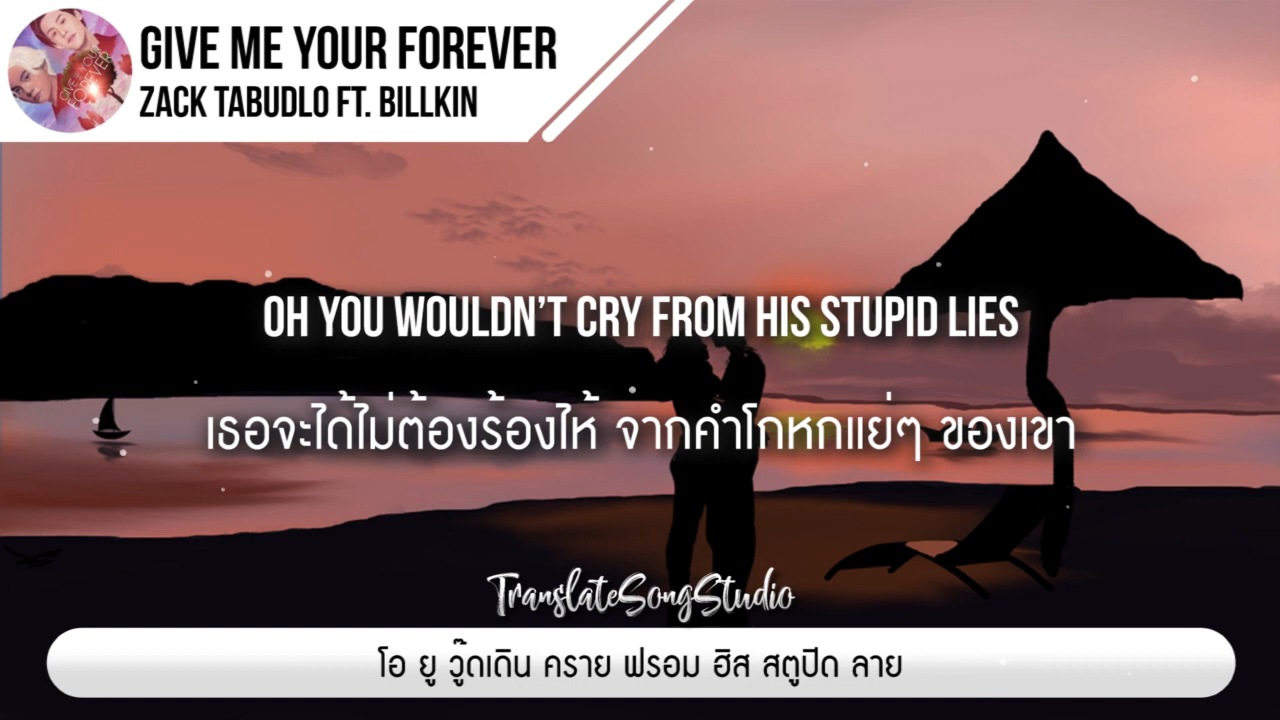 GIVE ME YOUR FOREVER
ZACK TABUDLO FT. BILLKIN
GIVE YOUR
FOREVER
OH YOU WOULDN'T CRY FROM HIS STUPID LIES
เธอจะได้ไม่ต้องร้องไห้ จากคำโกหกแย่ๆ ของเขา
TranslateSongStudio
โอ ยู วู๊ดเดิน คราย ฟรอม ฮิส สตูปิด ลาย